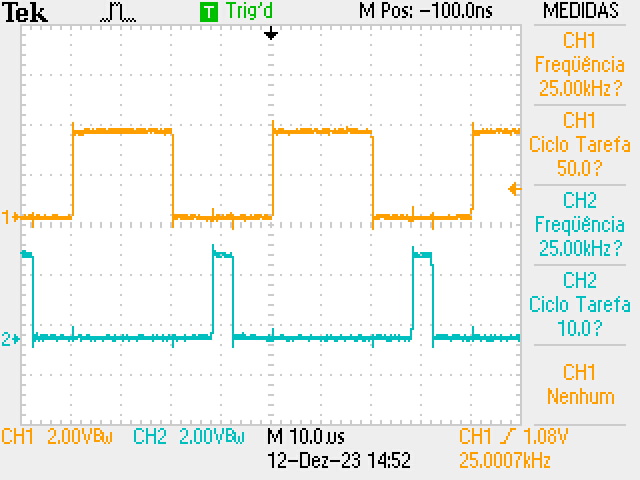 Tek T Trig'd M Pos: -100.0ns MEDIDAS
CH1
Freqüência
25.00kHz?
CH1
Ciclo Tarefa
50.0?
CH2
Freqüência
25.00kHz?
CH2
Ciclo Tarefa
10.0?
CH1
Nenhum
1
2
CH1 2.00VBw CH2 2.00VBw M 10.0us CH1 1.08V
12-Dez-23 14:52 25.0007kHz